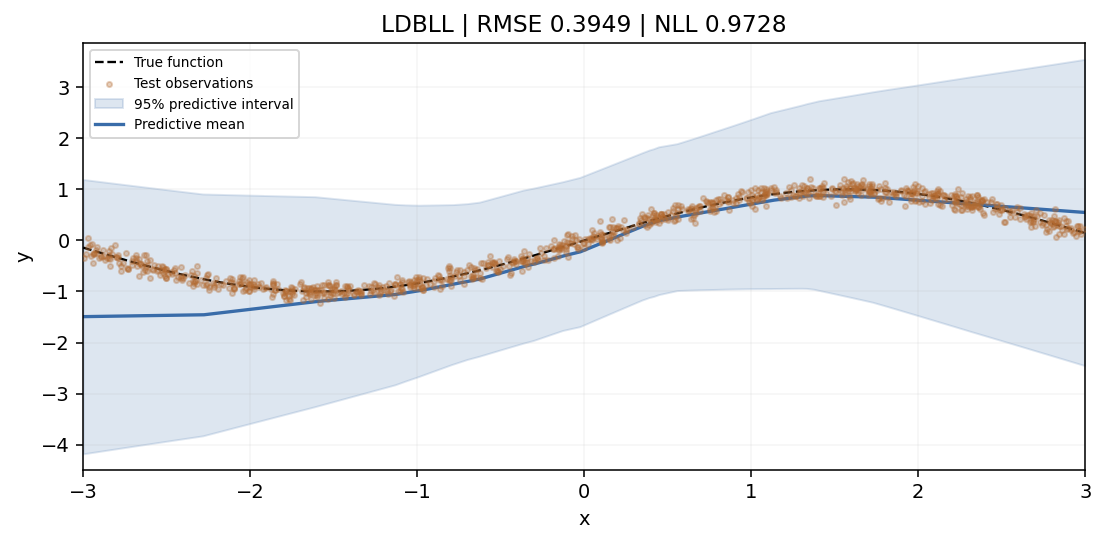 LDBLL | RMSE 0.3949 | NLL 0.9728
True function
Test observations
95% predictive interval
Predictive mean
y
3
2
1
0
−1
−2
−3
−4
−3
−2
−1
0
1
2
3
x